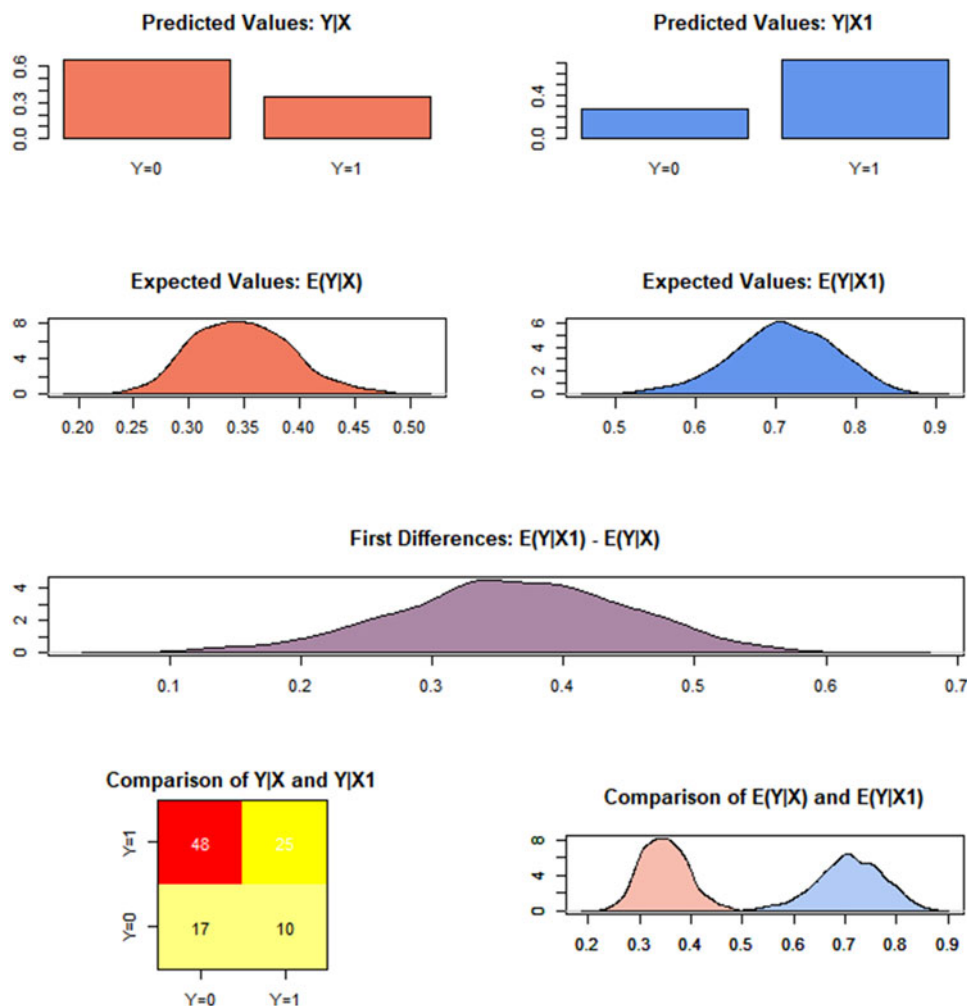 Predicted Values: Y|X
0.6
0.3
0.0
Y=0 Y=1
Predicted Values: Y|X1
0.4
0.0
Y=0 Y=1
Expected Values: E(Y|X)
8
4
0
0.20 0.25 0.30 0.35 0.40 0.45 0.50
Expected Values: E(Y|X1)
6
4
2
0
0.5 0.6 0.7 0.8 0.9
First Differences: E(Y|X1) - E(Y|X)
4
2
0
0.1 0.2 0.3 0.4 0.5 0.6 0.7
Comparison of Y|X and Y|X1
Y=1 48 25
Y=0 17 10
Y=0 Y=1
Comparison of E(Y|X) and E(Y|X1)
8
4
0
0.2 0.3 0.4 0.5 0.6 0.7 0.8 0.9